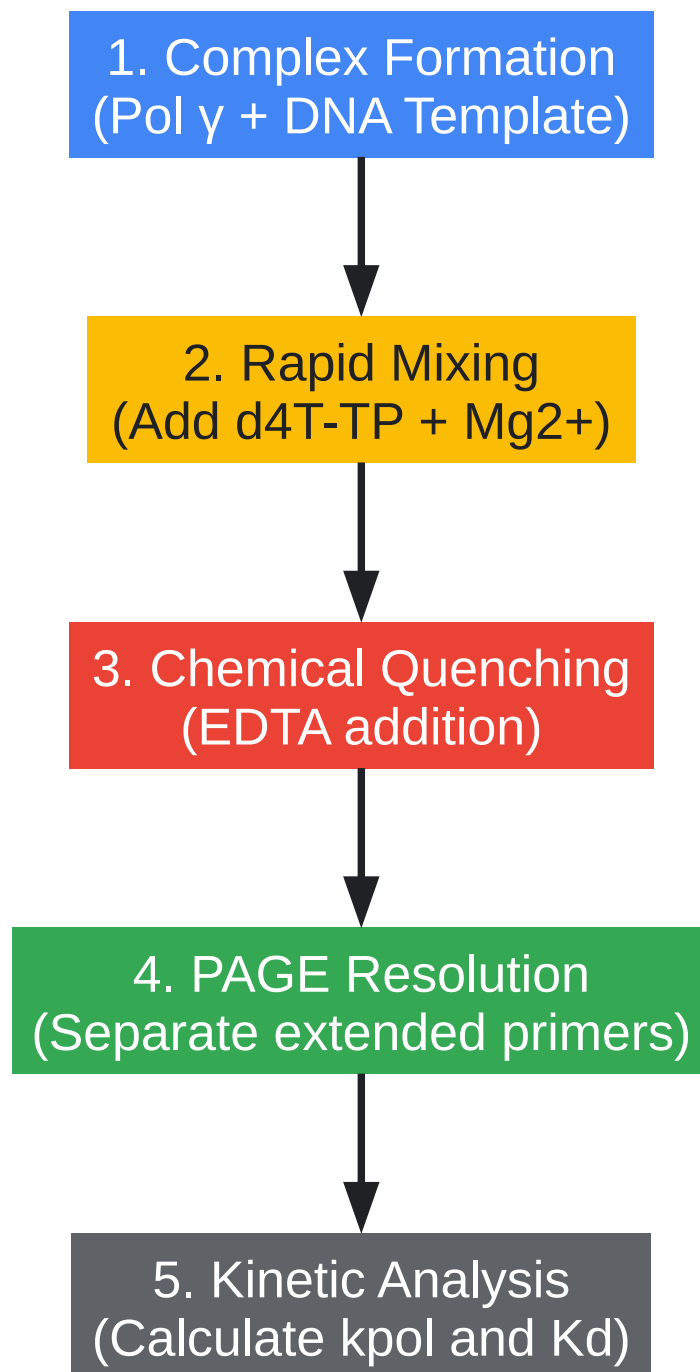 1. Complex Formation
(Pol γ + DNA Template)
2. Rapid Mixing
(Add d4T-TP + Mg2+)
3. Chemical Quenching
(EDTA addition)
4. PAGE Resolution
(Separate extended primers)
5. Kinetic Analysis
(Calculate kpol and Kd)